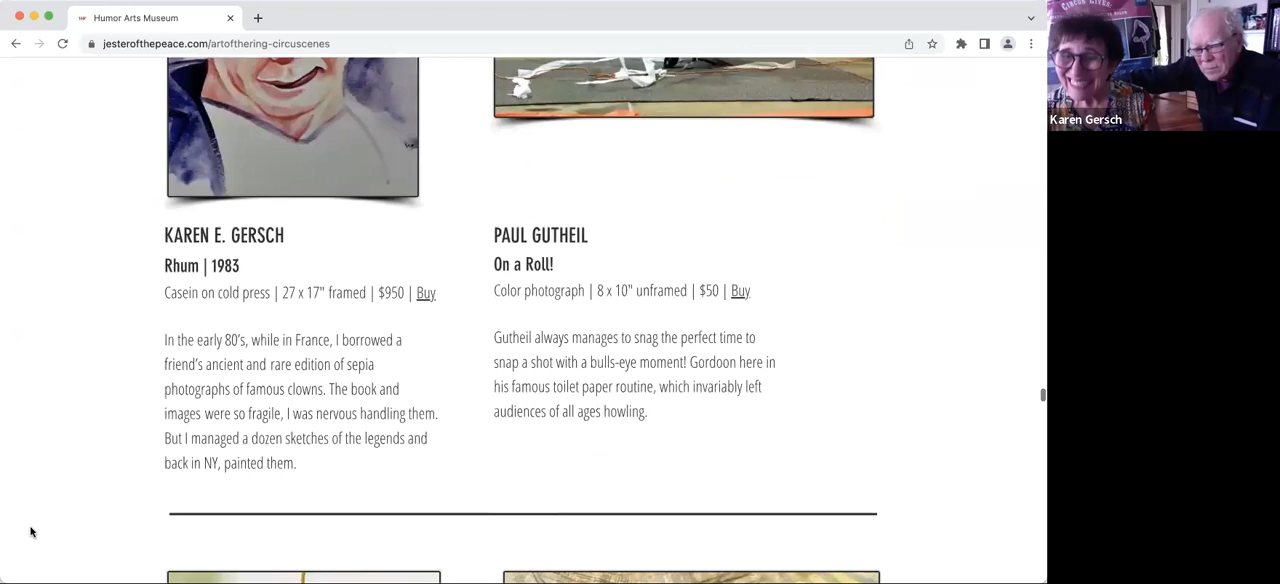 Humor Arts Museum
jesterofthepeace.com/artofthering-circuscenes
CIRCUS LIVES
Karen Gersch
KAREN E. GERSCH
Rhum | 1983
Casein on cold press | 27 x 17" framed | $950 | Buy
In the early 80's, while in France, I borrowed a
friend's ancient and rare edition of sepia
photographs of famous clowns. The book and
images were so fragile, I was nervous handling them.
But I managed a dozen sketches of the legends and
back in NY, painted them.
PAUL GUTHEIL
On a Roll!
Color photograph | 8 x 10" unframed | $50 | Buy
Gutheil always manages to snag the perfect time to
snap a shot with a bulls-eye moment! Gordoon here in
his famous toilet paper routine, which invariably left
audiences of all ages howling.